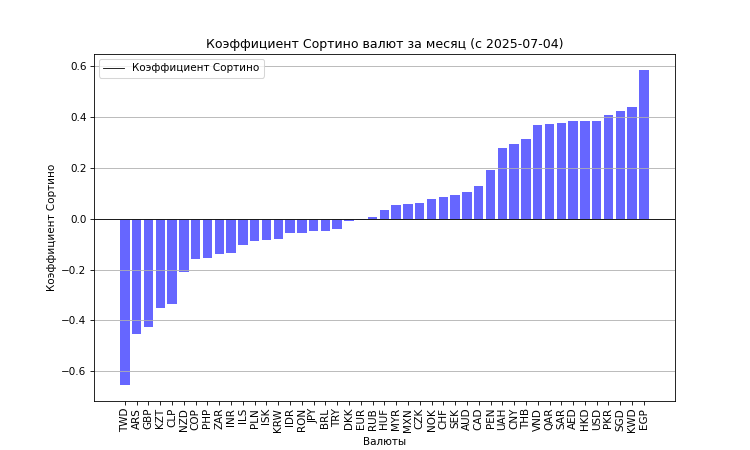 Коэффициент Сортино валют за месяц (с 2025-07-04)
Коэффициент Сортино
Коэффициент Сортино
0.6
0.4
0.2
0.0
−0.2
−0.4
−0.6
TWD
ARS
GBP
KZT
CLP
NZD
COP
PHP
ZAR
INR
ILS
PLN
ISK
KRW
IDR
RON
JPY
BRL
TRY
DKK
EUR
RUB
HUF
MYR
MXN
CZK
NOK
CHF
SEK
AUD
CAD
PEN
UAH
CNY
THB
VND
QAR
SAR
AED
HKD
USD
PKR
SGD
KWD
EGP
Валюты